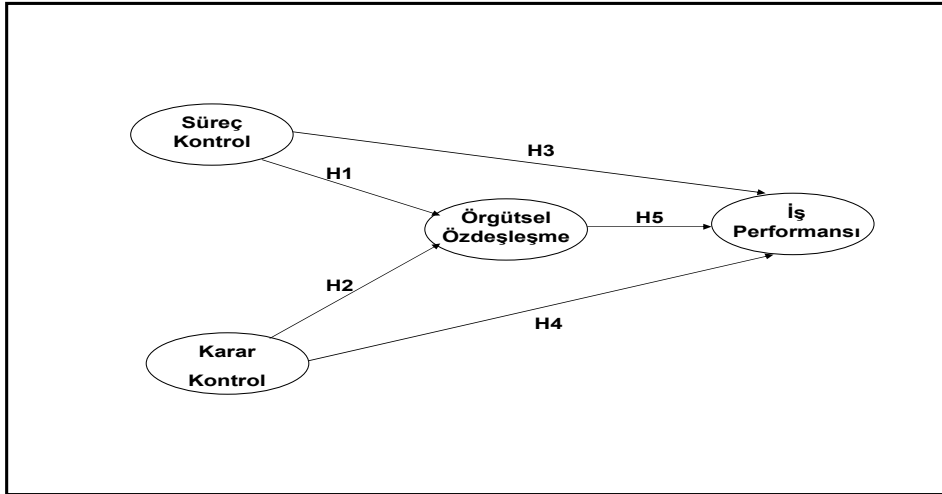 Süreç
Kontrol
H3
H1
Örgütsel
Özdeşleşme
H5
İş
Performansı
H2
H4
Karar
Kontrol